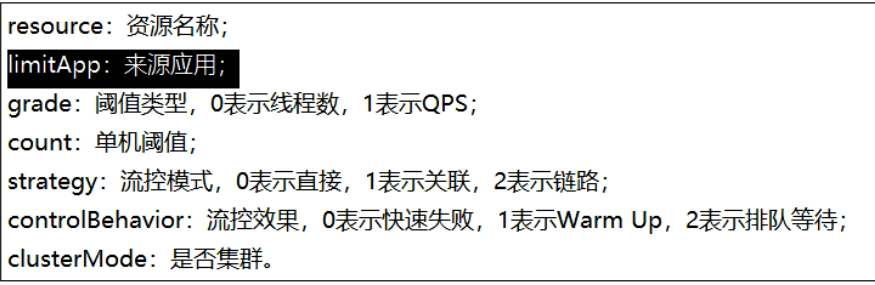 resource：资源名称；
limitApp：来源应用；
grade：阈值类型，0表示线程数，1表示QPS；
count：单机阈值；
strategy：流控模式，0表示直接，1表示关联，2表示链路；
controlBehavior：流控效果，0表示快速失败，1表示Warm Up，2表示排队等待；
clusterMode：是否集群。